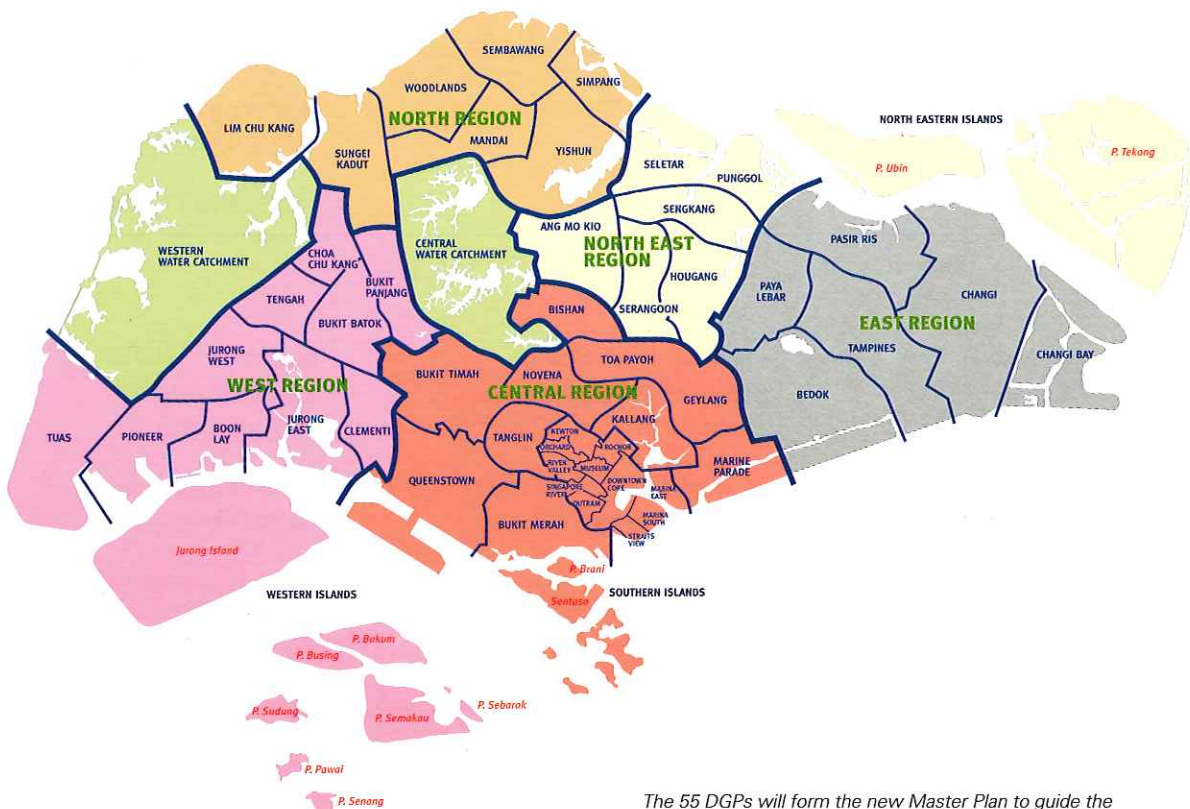 SEMBAWANG
WOODLANDS
SIMPANG
NORTH REGION
LIM CHU KANG
MANDAI
SUNGEI
KADUT
YISHUN
NORTH EASTERN ISLANDS
P. Tekong
P. Ubin
SELETAR
PUNGGOL
SENGKANG
ANG MO KIO
NORTH EAST
REGION
HOUGANG
SERANGOON
WESTERN
WATER CATCHMENT
CENTRAL
WATER CATCHMENT
CHOA
CHU KANG
BUKIT
PANJANG
TENGAH
BUKIT BATOK
JURONG
WEST
WEST REGION
TUAS
PIONEER
BOON
LAY
JURONG
EAST
CLEMENTI
PASIR RIS
PAYA
LEBAR
CHANGI
EAST REGION
TAMPINES
CHANGI BAY
BEDOK
BISHAN
TOA PAYOH
BUKIT TIMAH
NOVENA
CENTRAL REGION
GEYLANG
KALLANG
TANGLIN
NEWTON
ORCHARD
ROCHOR
RIVER
VALLEY
MUSEUM
SINGAPORE
RIVER
DOWNTOWN
CORE
OUTRAM
MARINA
EAST
MARINE
PARADE
QUEENSTOWN
BUKIT MERAH
MARINA
SOUTH
STRAITS
VIEW
Jurong Island
P. Brani
Sentosa
SOUTHERN ISLANDS
WESTERN ISLANDS
P. Bukum
P. Busing
P. Sudung
P. Semakau
P. Sebarok
P. Pawai
P. Senang
The 55 DGPs will form the new Master Plan to guide the